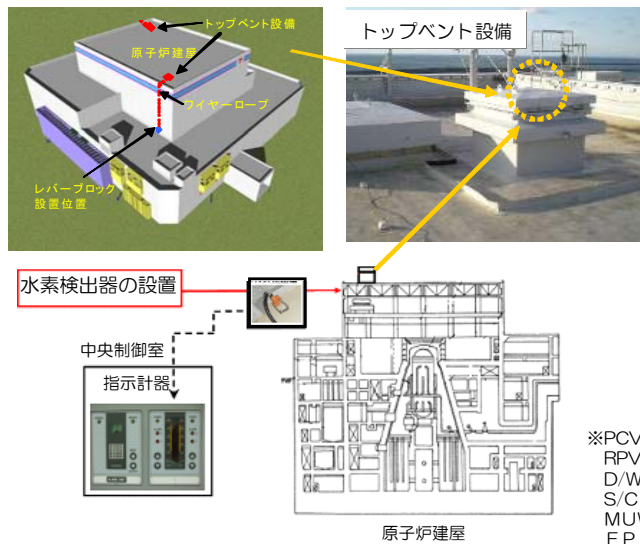 トップベント設備
原子炉建屋
ワイヤーロープ
レバーブロック
設置位置
トップベント設備
水素検出器の設置
中央制御室
指示計器
原子炉建屋
※PCV
RPV
D/W
S/C
MUW
F.P